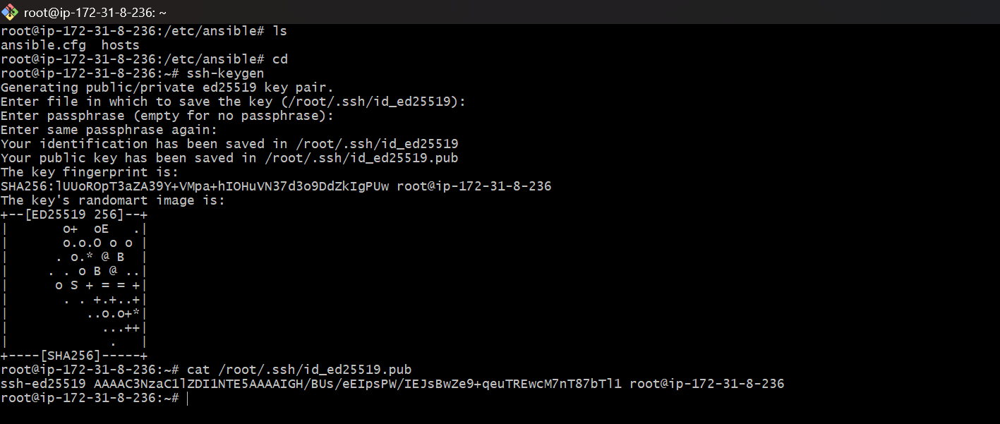 root@ip-172-31-8-236: ~
root@ip-172-31-8-236:/etc/ansible# ls
ansible.cfg  hosts
root@ip-172-31-8-236:/etc/ansible# cd
root@ip-172-31-8-236:~# ssh-keygen
Generating public/private ed25519 key pair.
Enter file in which to save the key (/root/.ssh/id_ed25519):
Enter passphrase (empty for no passphrase):
Enter same passphrase again:
Your identification has been saved in /root/.ssh/id_ed25519
Your public key has been saved in /root/.ssh/id_ed25519.pub
The key fingerprint is:
SHA256:lUUoROpT3aZA39Y+VMpa+hIOHuVN37d3o9DdZkIgPUw root@ip-172-31-8-236
The key's randomart image is:
+--[ED25519 256]--+
|       o+  oE   .|
|       o.o.O o o |
|      . o.* @ B  |
|     . . o B @ ..|
|      o S + = = +|
|       . . +.+..+|
|          ..o.o+*|
|            ...++|
|             .   |
+----[SHA256]-----+
root@ip-172-31-8-236:~# cat /root/.ssh/id_ed25519.pub
ssh-ed25519 AAAAC3NzaC1lZDI1NTE5AAAAIGH/BUs/eEIpsPW/IEJsBwZe9+qeuTREwcM7nT87bTl1 root@ip-172-31-8-236
root@ip-172-31-8-236:~#